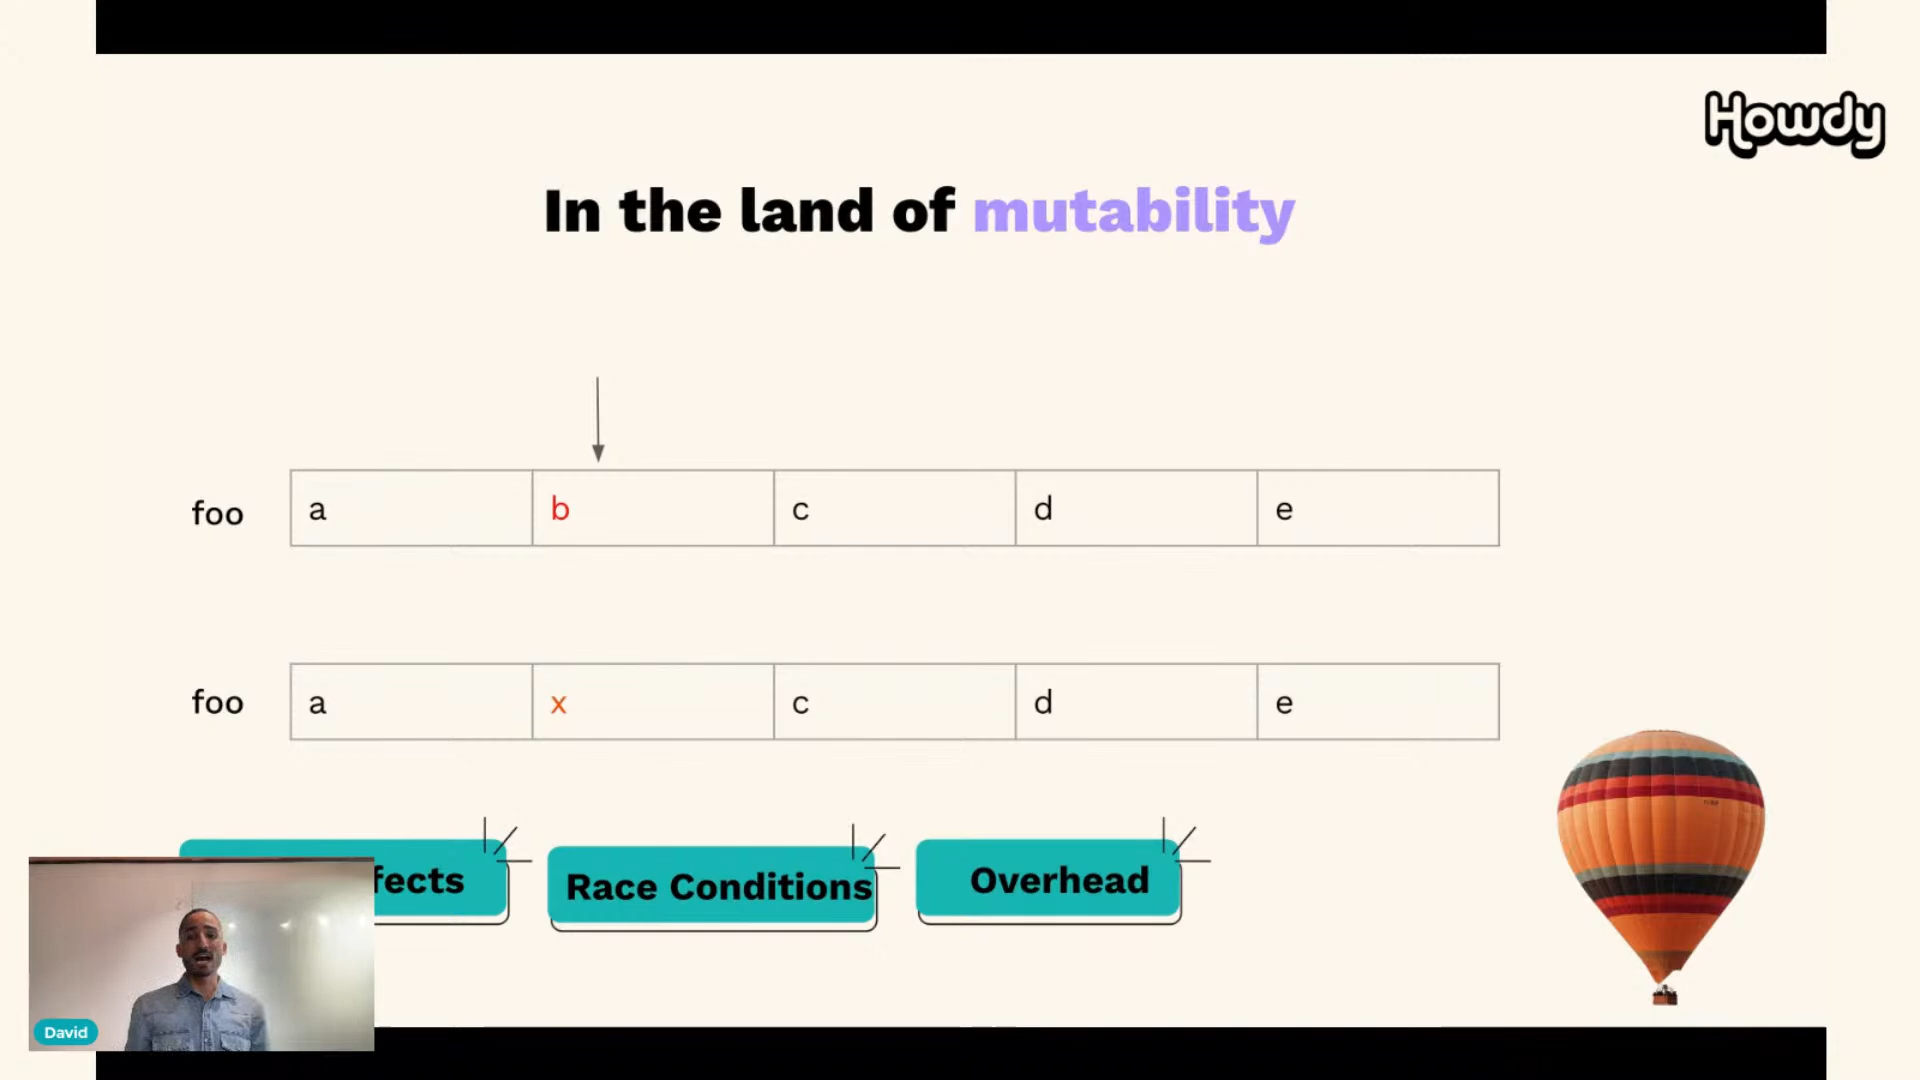 Howdy
In the land of mutability
foo a b c d e
foo a x c d e
fects Race Conditions Overhead
David